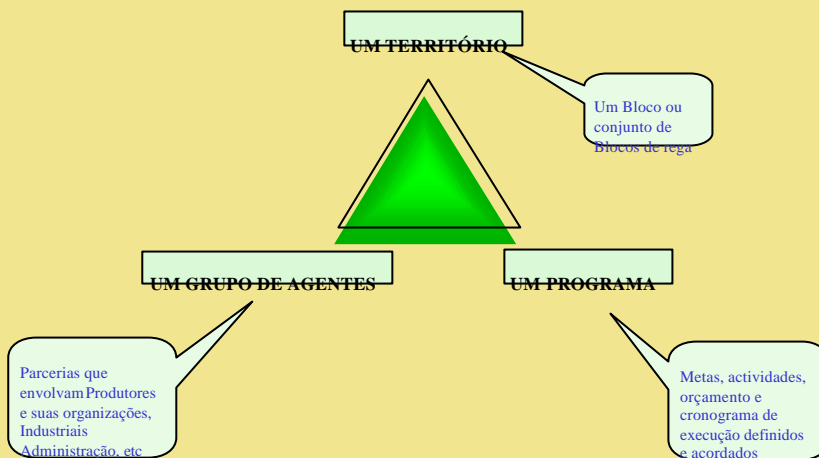 UM TERRITÓRIO
Um Bloco ou
conjunto de
Blocos de rega
UM GRUPO DE AGENTES
UM PROGRAMA
Parcerias que
envolvam Produtores
e suas organizações,
Industriais
Administração, etc
Metas, actividades,
orçamento e
cronograma de
execução definidos
e acordados